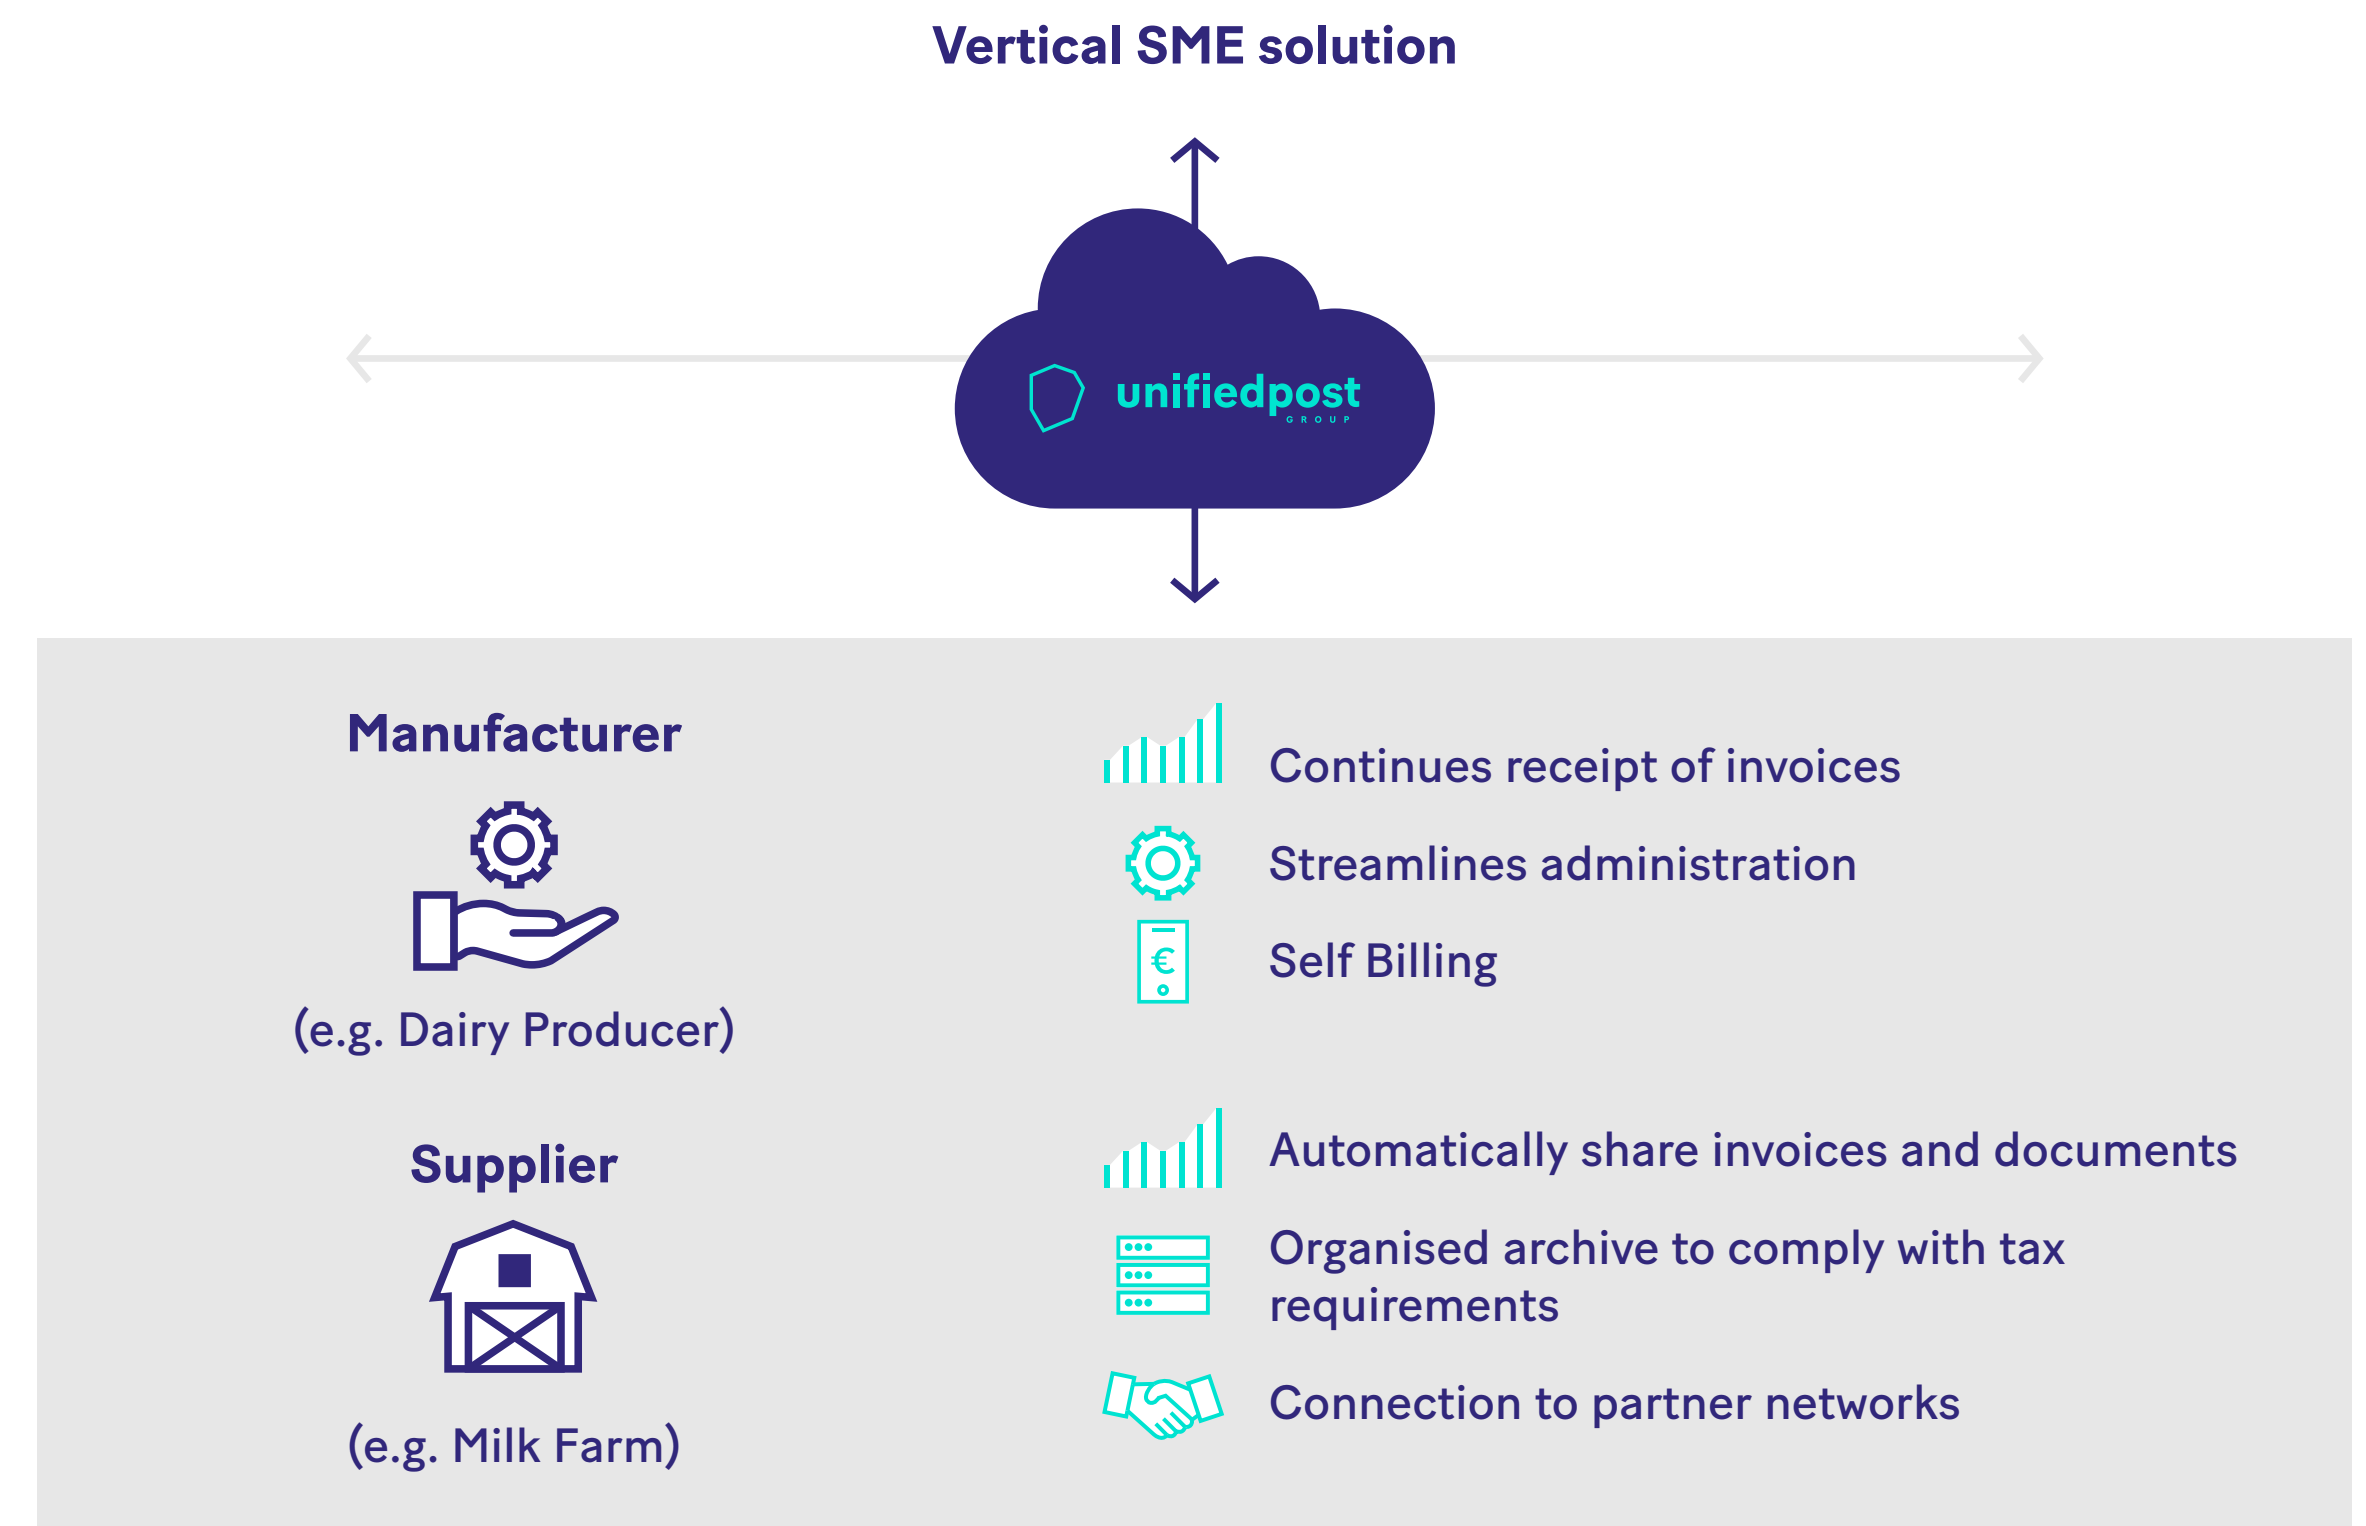 Vertical SME solution
unifiedpost
GROUP
Manufacturer
(e.g. Dairy Producer)
Continues receipt of invoices
Streamlines administration
€
Self Billing
Supplier
(e.g. Milk Farm)
Automatically share invoices and documents
Organised archive to comply with tax
requirements
Connection to partner networks